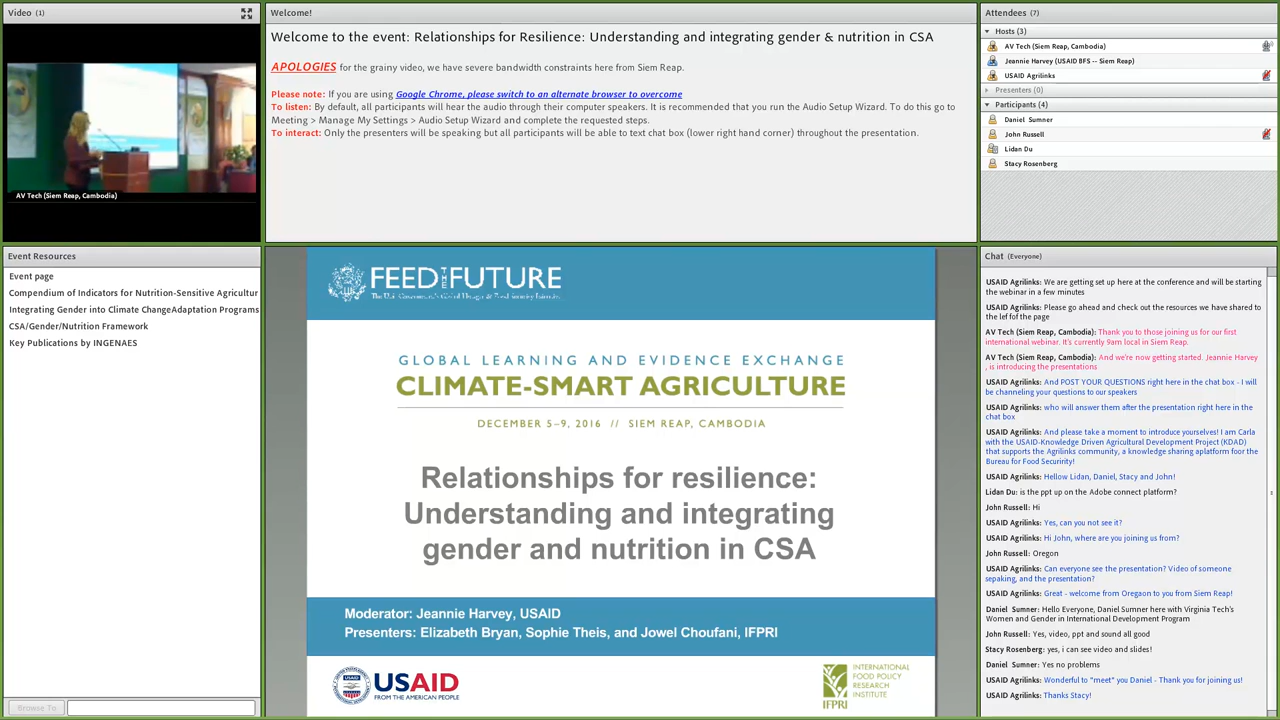 Video (1)
AV Tech (Siem Reap, Cambodia)
Welcome!
Welcome to the event: Relationships for Resilience: Understanding and integrating gender & nutrition in CSA
APOLOGIES for the grainy video, we have severe bandwidth constraints here from Siem Reap.
Please note: If you are using Google Chrome, please switch to an alternate browser to overcome
To listen: By default, all participants will hear the audio through their computer speakers. It is recommended that you run the Audio Setup Wizard. To do this go to
Meeting > Manage My Settings > Audio Setup Wizard and complete the requested steps.
To interact: Only the presenters will be speaking but all participants will be able to text chat box (lower right hand corner) thoughout the presentation.
Attendees (7)
Hosts (3)
AV Tech (Siem Reap, Cambodia)
Jeannie Harvey (USAID BFS -- Siem Reap)
USAID Agrilinks
Presenters (0)
Participants (4)
Daniel Sumner
John Russell
Lidan Du
Stacy Rosenberg
Event Resources
Event page
Compendium of Indicators for Nutrition-Sensitive Agricultur
Integrating Gender into Climate ChangeAdaptation Programs
CSA/Gender/Nutrition Framework
Key Publications by INGENAES
Browse To
FEED THE FUTURE
The U.S. Government's Global Hunger & Food Security Initiative
GLOBAL LEARNING AND EVIDENCE EXCHANGE
CLIMATE-SMART AGRICULTURE
DECEMBER 5–9, 2016 // SIEM REAP, CAMBODIA
Relationships for resilience:
Understanding and integrating
gender and nutrition in CSA
Moderator: Jeannie Harvey, USAID
Presenters: Elizabeth Bryan, Sophie Theis, and Jowel Choufani, IFPRI
USAID
FROM THE AMERICAN PEOPLE
IFPRI
INTERNATIONAL
FOOD POLICY
RESEARCH
INSTITUTE
Chat (Everyone)
USAID Agrilinks: We are getting set up here at the conference and will be starting
the webinar in a few minutes
USAID Agrilinks: Please go ahead and check out the resources we have shared to
the lef fof the page
AV Tech (Siem Reap, Cambodia): Thank you to those joining us for our first
international webinar. It's currently 9am local in Siem Reap.
AV Tech (Siem Reap, Cambodia): And we're now getting started. Jeannie Harvey
, is introducing the presentations
USAID Agrilinks: And POST YOUR QUESTIONS right here in the chat box - I will
be channeling your questions to our speakers
USAID Agrilinks: who will answer them after the presentation right here in the
chat box
USAID Agrilinks: And please take a moment to introduce yourselves! I am Carla
with the USAID-Knowledge Driven Agricultural Development Project (KDAD)
that supports the Agrilinks community, a knowledge sharing aplatform foor the
Bureau for Food Securirity!
USAID Agrilinks: Hellow Lidan, Daniel, Stacy and John!
Lidan Du: is the ppt up on the Adobe connect platform?
John Russell: Hi
USAID Agrilinks: Yes, can you not see it?
USAID Agrilinks: Hi John, where are you joining us from?
John Russell: Oregon
USAID Agrilinks: Can everyone see the presentation? Video of someone
sepaking, and the presentation?
USAID Agrilinks: Great - welcome from Oregaon to you from Siem Reap!
Daniel Sumner: Hello Everyone, Daniel Sumner here with Virginia Tech's
Women and Gender in International Development Program
John Russell: Yes, video, ppt and sound all good
Stacy Rosenberg: yes, i can see video and slides!
Daniel Sumner: Yes no problems
USAID Agrilinks: Wonderful to "meet" you Daniel - Thank you for joining us!
USAID Agrilinks: Thanks Stacy!